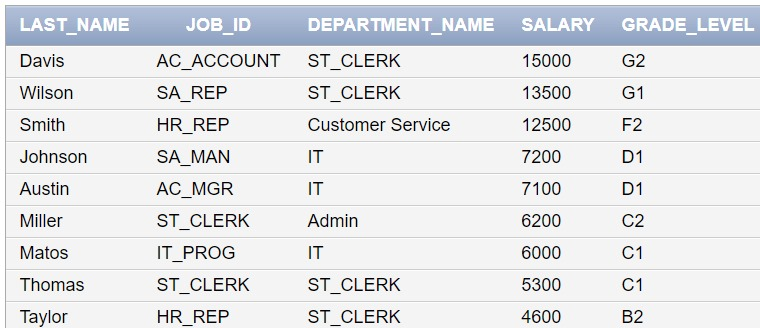 LAST_NAME JOB_ID DEPARTMENT_NAME SALARY GRADE_LEVEL
Davis AC_ACCOUNT ST_CLERK 15000 G2
Wilson SA_REP ST_CLERK 13500 G1
Smith HR_REP Customer Service 12500 F2
Johnson SA_MAN IT 7200 D1
Austin AC_MGR IT 7100 D1
Miller ST_CLERK Admin 6200 C2
Matos IT_PROG IT 6000 C1
Thomas ST_CLERK ST_CLERK 5300 C1
Taylor HR_REP ST_CLERK 4600 B2